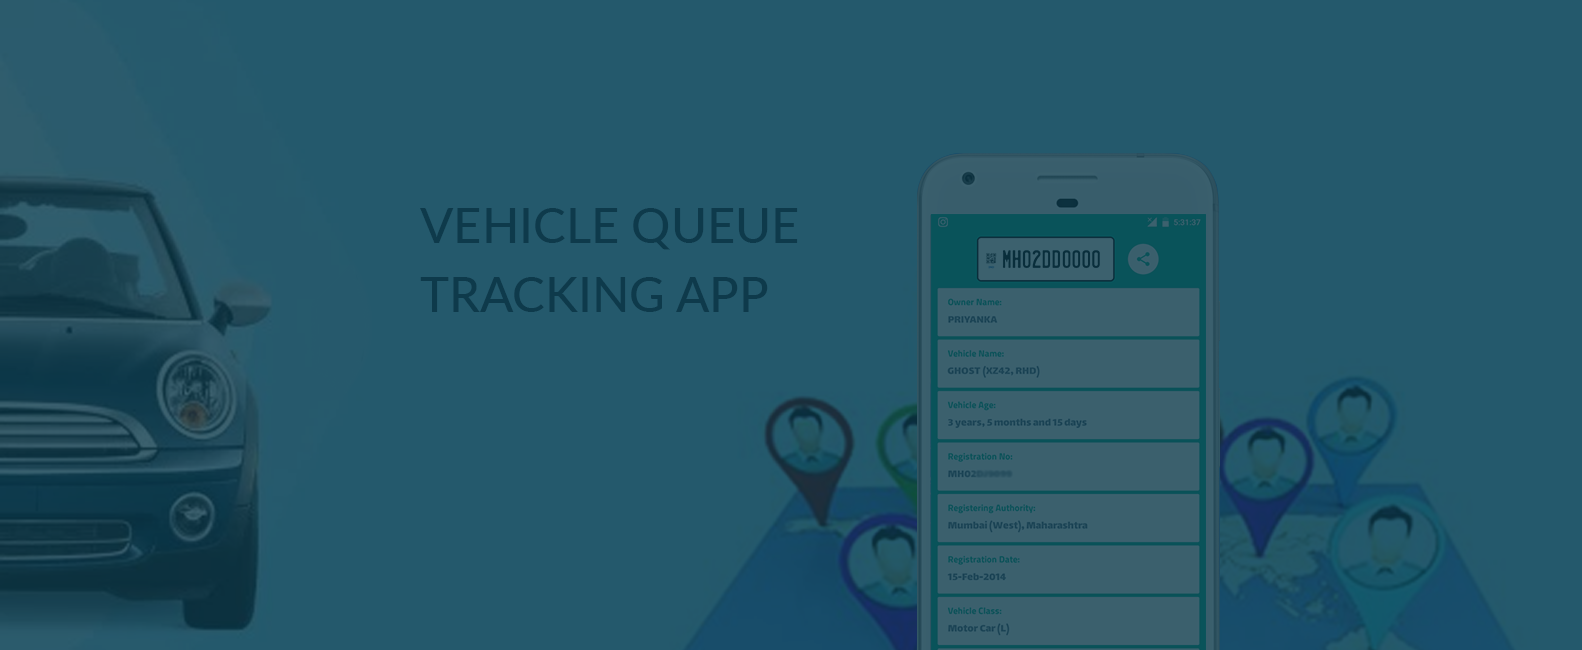 VEHICLE QUEUE
TRACKING APP
5:31:37
MH02DD0000
Owner Name:
PRIYANKA
Vehicle Name:
GHOST (XZ42, RHD)
Vehicle Age:
3 years, 5 months and 15 days
Registration No:
MH02
Registering Authority:
Mumbai (West), Maharashtra
Registration Date:
15-Feb-2014
Vehicle Class:
Motor Car (L)